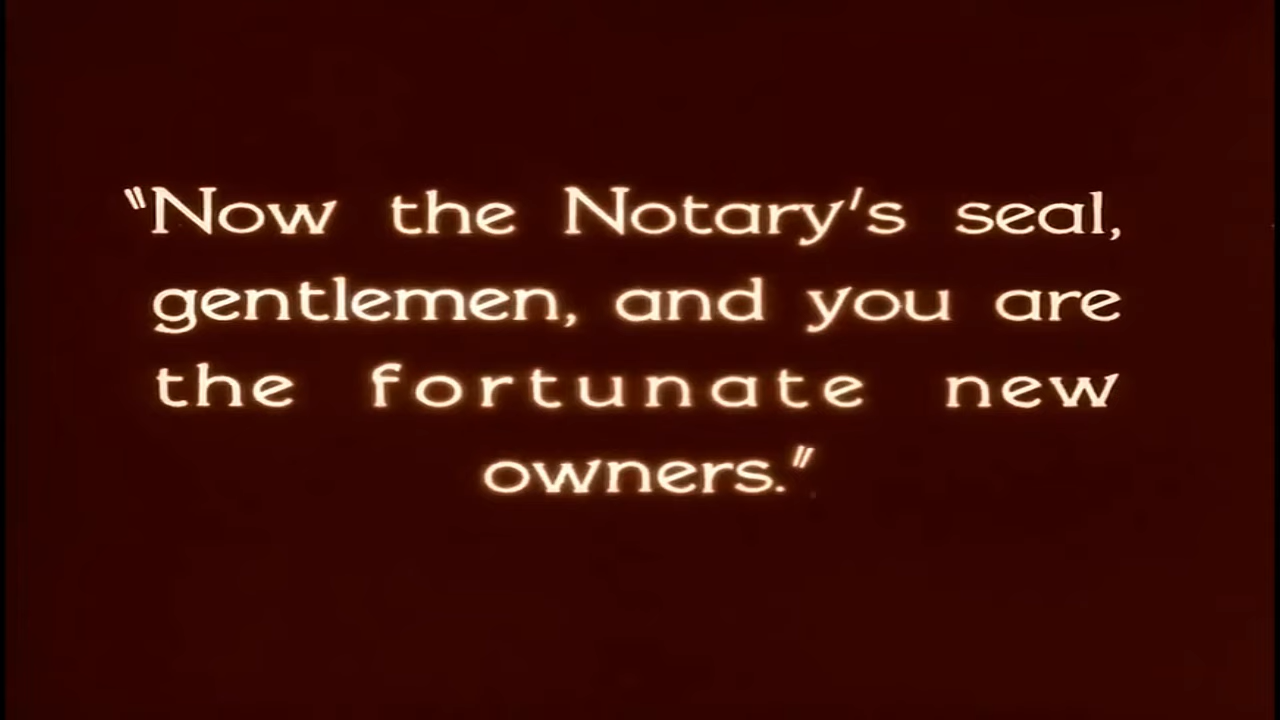 "Now the Notary's seal,
gentlemen, and you are
the fortunate new
owners."